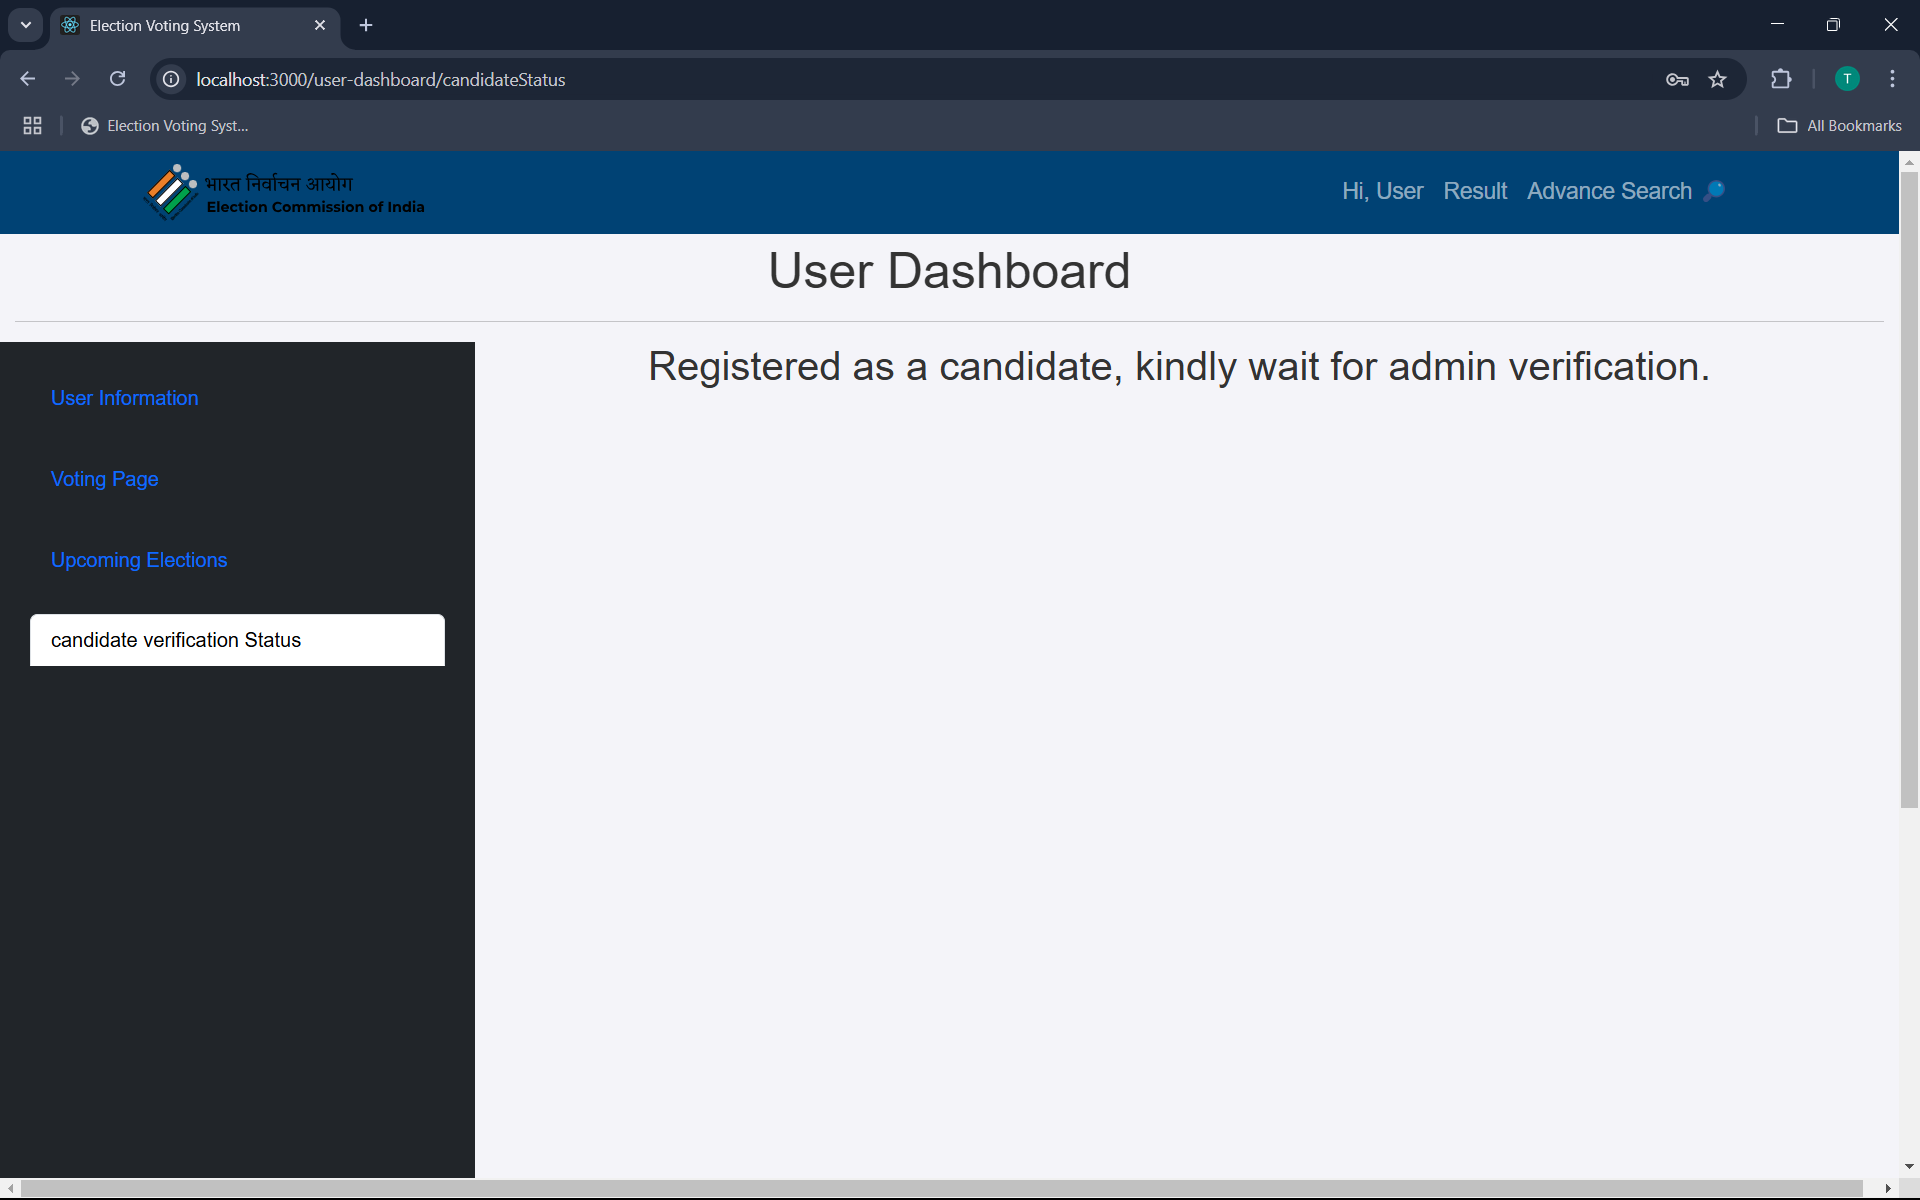 Election Voting System
localhost:3000/user-dashboard/candidateStatus
T
Election Voting Syst...
All Bookmarks
भारत निर्वाचन आयोग
Election Commission of India
Hi, User Result Advance Search
User Dashboard
Registered as a candidate, kindly wait for admin verification.
User Information
Voting Page
Upcoming Elections
candidate verification Status